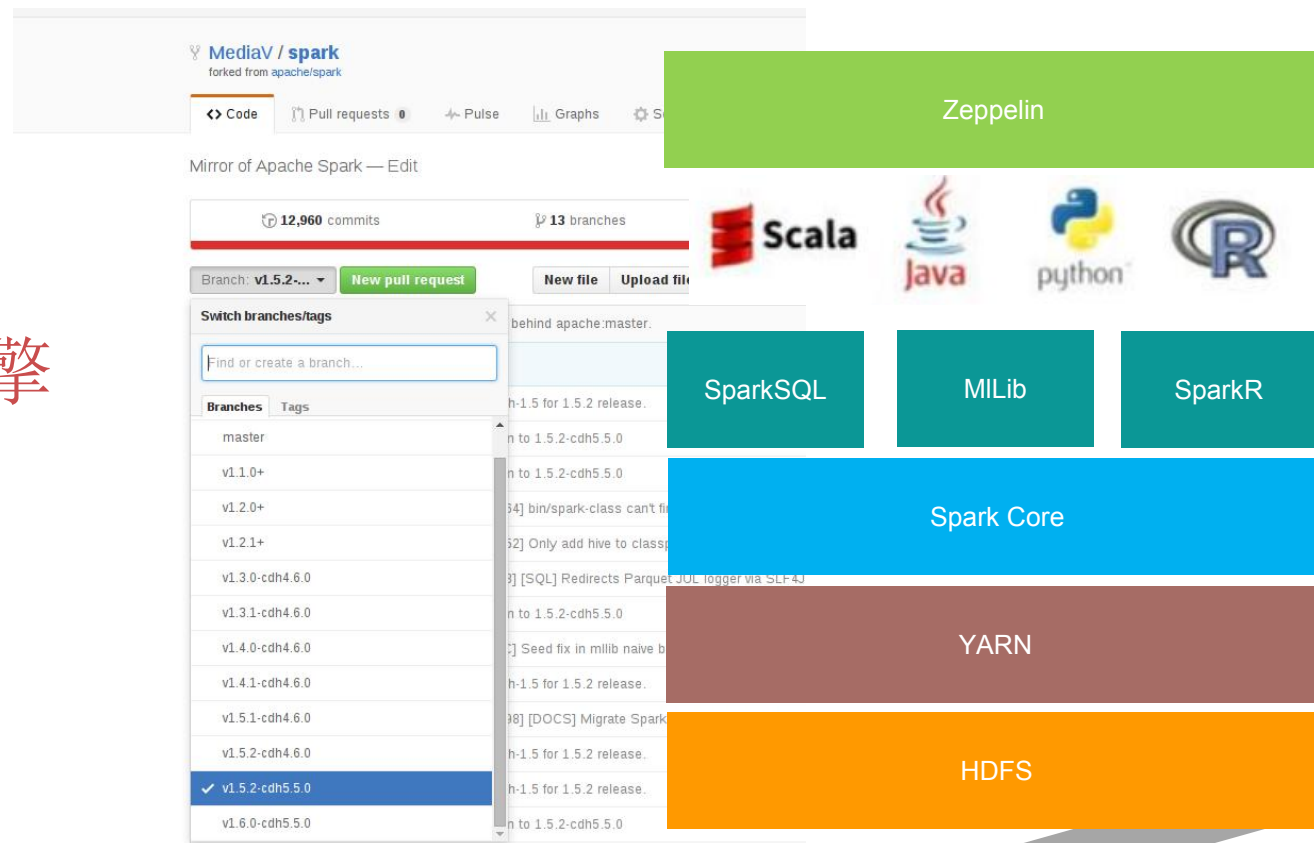 MediaV / spark
forked from apache/spark
Code
Pull requests 0
Pulse
Graphs
Mirror of Apache Spark — Edit
12,960 commits
13 branches
Branch: v1.5.2-...
New pull request
New file
Upload
Switch branches/tags
behind apache:master.
Find or create a branch...
Branches
Tags
h-1.5 for 1.5.2 release.
master
n to 1.5.2-cdh5.5.0
v1.1.0+
n to 1.5.2-cdh5.5.0
v1.2.0+
64] bin/spark-class can't
v1.2.1+
52] Only add hive to
v1.3.0-cdh4.6.0
3] [SQL] Redirects Parquet JUL logger via SLF4J
v1.3.1-cdh4.6.0
n to 1.5.2-cdh5.5.0
v1.4.0-cdh4.6.0
C] Seed fix in mllib naive
v1.4.1-cdh4.6.0
h-1.5 for 1.5.2 release.
v1.5.1-cdh4.6.0
98] [DOCS] Migrate Spark
v1.5.2-cdh4.6.0
h-1.5 for 1.5.2 release.
v1.5.2-cdh5.5.0
h-1.5 for 1.5.2 release.
v1.6.0-cdh5.5.0
n to 1.5.2-cdh5.5.0
擎
Zeppelin
Scala
Java
python
R
SparkSQL
MlLib
SparkR
Spark Core
YARN
HDFS